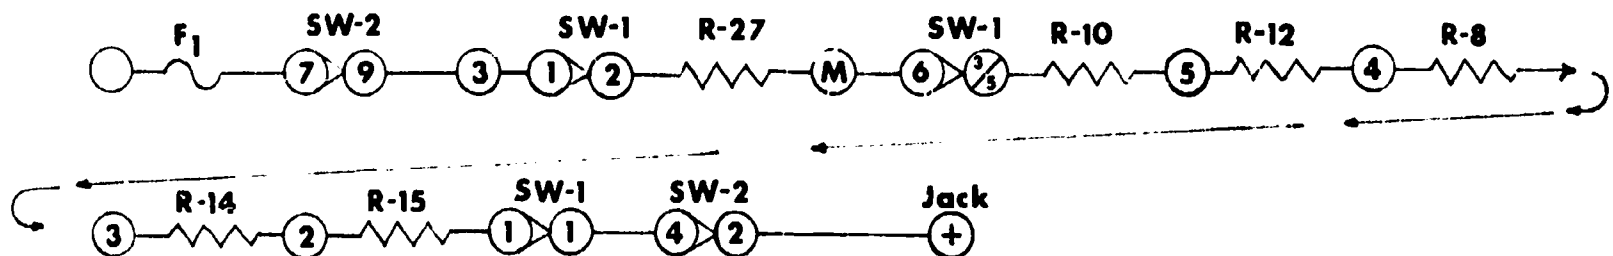 F1 SW-2 SW-1 R-27 SW-1 R-10 R-12 R-8
7 9 3 1 2 M 6 3/5 5 4
R-14 R-15 SW-1 SW-2 Jack
3 2 1 1 4 2 +